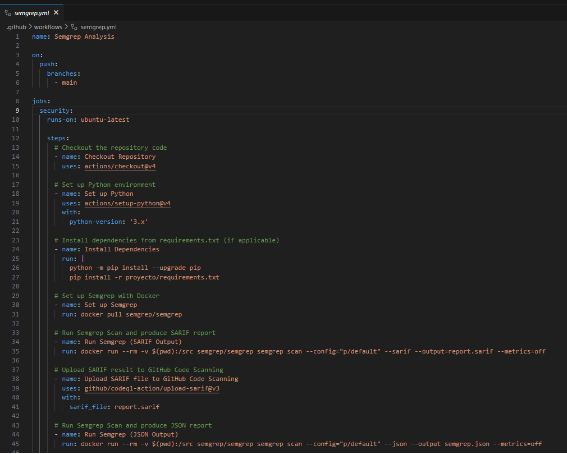 semgrep.yml
.github > workflows > semgrep.yml
1 name: Semgrep Analysis
2
3 on:
4 push:
5 branches:
6 - main
7
8 jobs:
9 security:
10 runs-on: ubuntu-latest
11
12 steps:
13 # Checkout the repository code
14 - name: Checkout Repository
15 uses: actions/checkout@v4
16
17 # Set up Python environment
18 - name: Set up Python
19 uses: actions/setup-python@v4
20 with:
21 python-version: '3.x'
22
23 # Install dependencies from requirements.txt (if applicable)
24 - name: Install Dependencies
25 run: |
26 python -m pip install --upgrade pip
27 pip install -r proyecto/requirements.txt
28
29 # Set up Semgrep with Docker
30 - name: Set up Semgrep
31 run: docker pull semgrep/semgrep
32
33 # Run Semgrep Scan and produce SARIF report
34 - name: Run Semgrep (SARIF Output)
35 run: docker run --rm -v $(pwd):/src semgrep/semgrep semgrep scan --config="p/default" --sarif --output=report.sarif --metrics=off
36
37 # Upload SARIF result to GitHub Code Scanning
38 - name: Upload SARIF file to GitHub Code Scanning
39 uses: github/codeql-action/upload-sarif@v3
40 with:
41 sarif_file: report.sarif
42
43 # Run Semgrep Scan and produce JSON report
44 - name: Run Semgrep (JSON Output)
45 run: docker run --rm -v $(pwd):/src semgrep/semgrep semgrep scan --config="p/default" --json --output semgrep.json --metrics=off